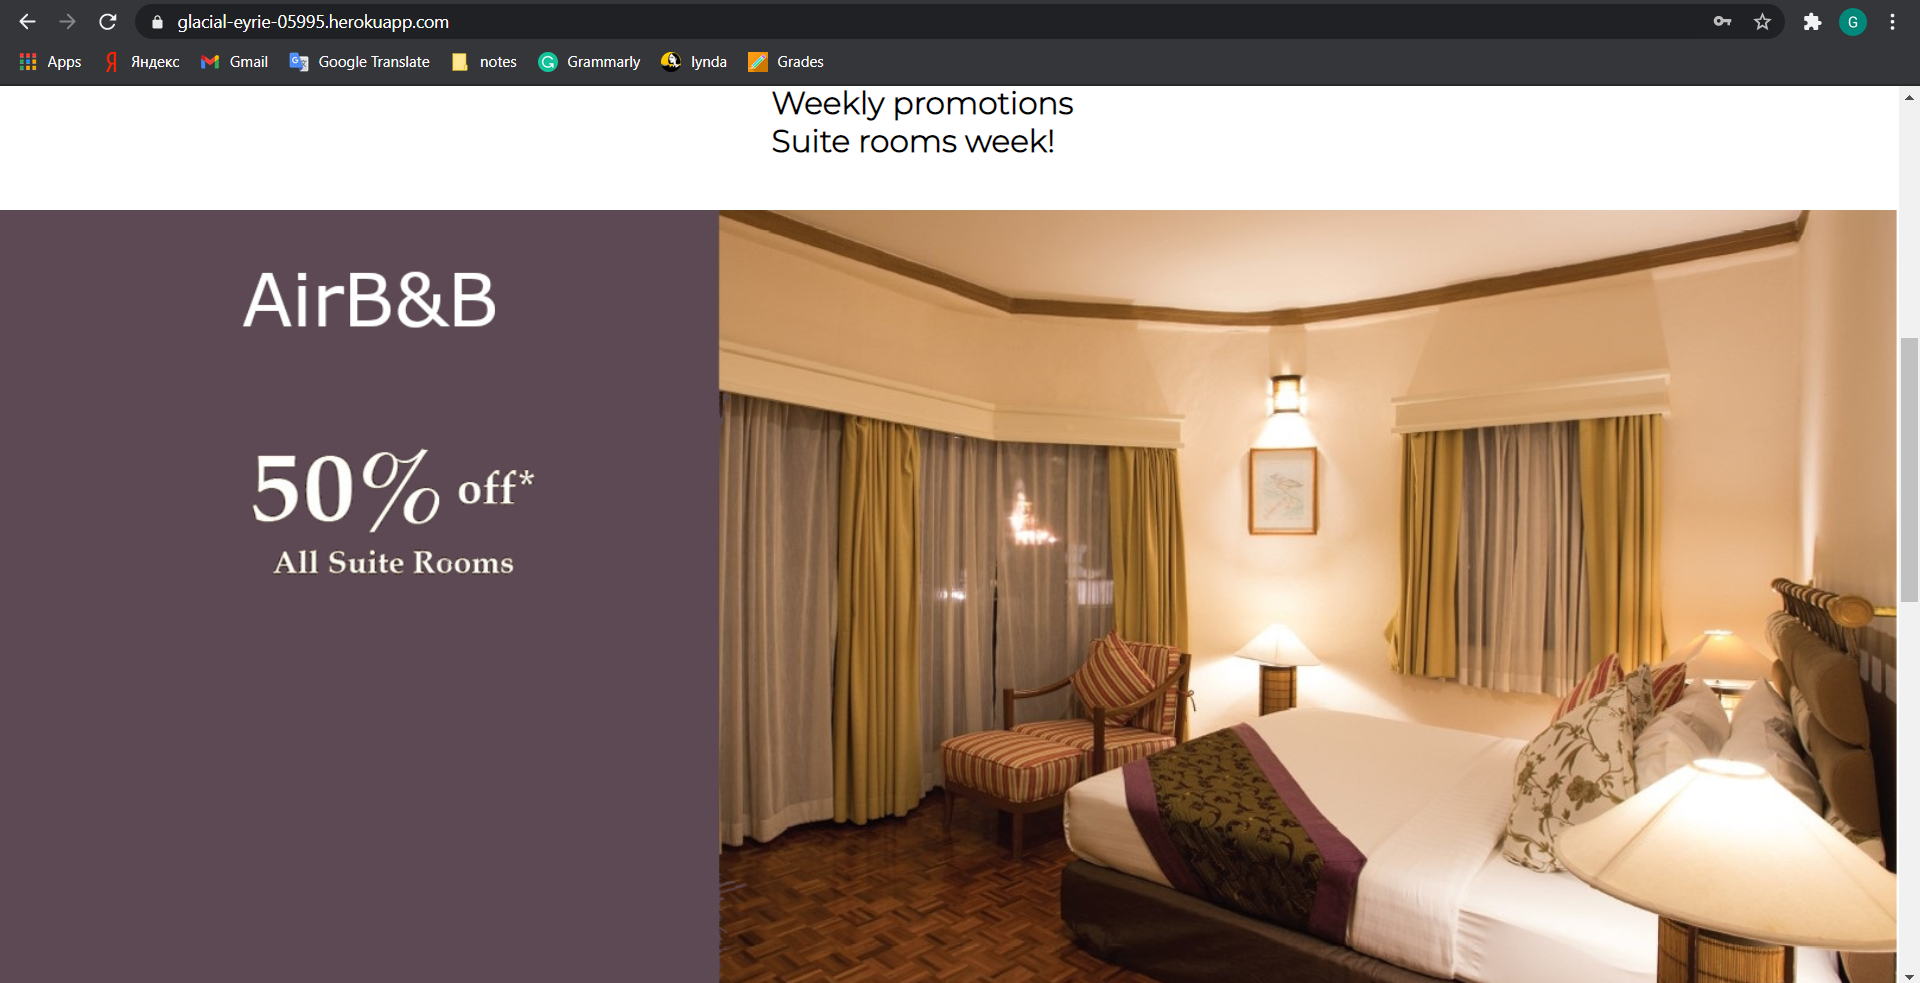 glacial-eyrie-05995.herokuapp.com
G
Apps
Яндекс
Gmail
Google Translate
notes
Grammarly
lynda
Grades
Weekly promotions
Suite rooms week!
AirB&B
50% off*
All Suite Rooms